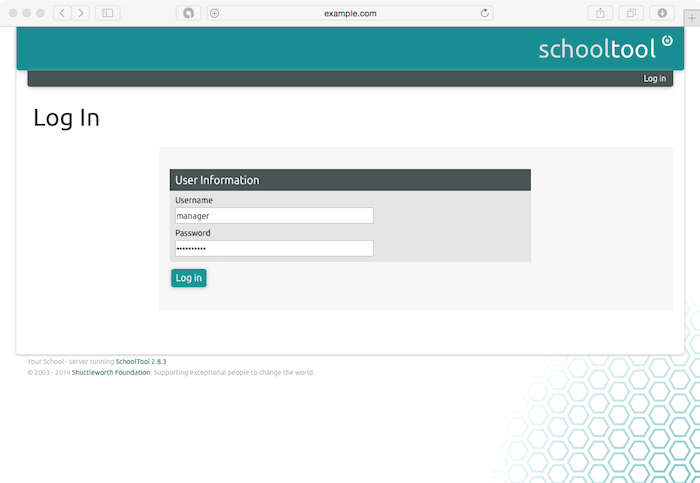 example.com
schooltool
Log in
Log In
User Information
Username
manager
Password
••••••••••
Log in
Your School - server running SchoolTool 2.8.3
© 2003 - 2014 Shuttleworth Foundation: Supporting exceptional people to change the world.